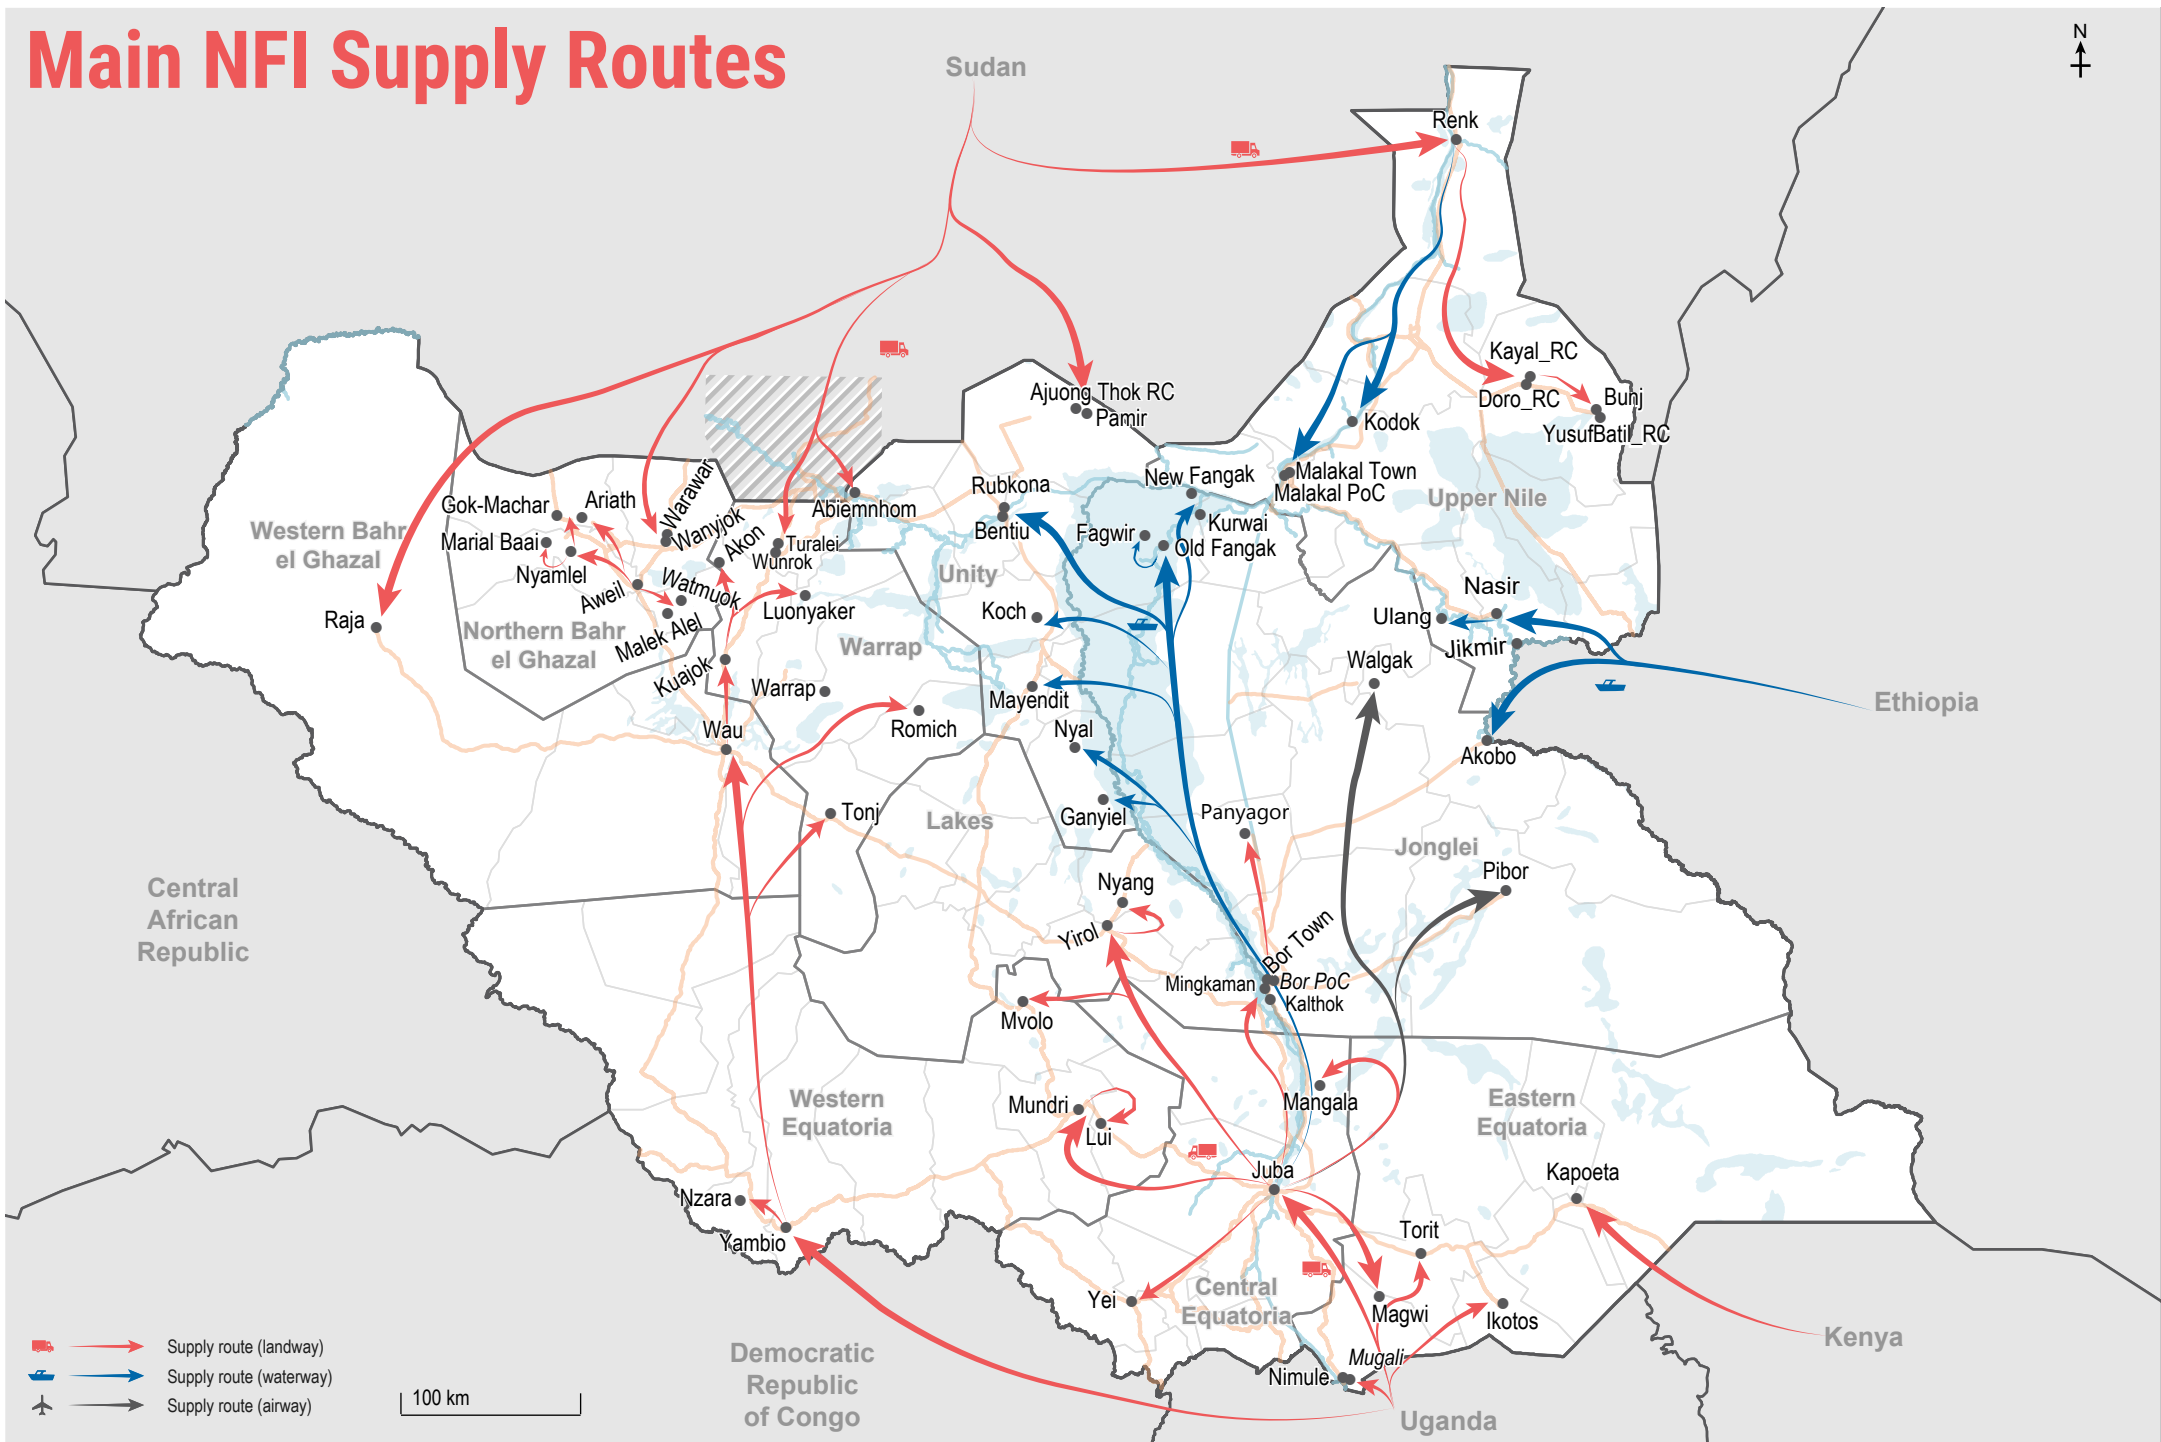 Main NFI Supply Routes
Sudan
N
Renk
Kayal_RC
Doro_RC
Bunj
YusufBatil_RC
Ajuong Thok RC
Pamir
Kodok
Malakal Town
Malakal PoC
Upper Nile
New Fangak
Kurwai
Fagwir
Old Fangak
Rubkona
Bentiu
Abiemnhom
Warawar
Wanyjok
Gok-Machar
Ariath
Marial Baai
Nyamlel
Aweil
Watmuok
Malek Alel
Akon
Turalei
Wunrok
Luonyaker
Western Bahr
el Ghazal
Northern Bahr
el Ghazal
Raja
Unity
Koch
Warrap
Nasir
Ulang
Jikmir
Walgak
Kuajok
Warrap
Mayendit
Romich
Nyal
Wau
Akobo
Ethiopia
Tonj
Lakes
Ganyiel
Panyagor
Jonglei
Pibor
Central
African
Republic
Nyang
Yirol
Bor Town
Mingkaman
Bor PoC
Kalthok
Mvolo
Western
Equatoria
Mundri
Lui
Mangala
Eastern
Equatoria
Juba
Kapoeta
Nzara
Yambio
Torit
Yei
Central
Equatoria
Magwi
Ikotos
Mugali
Nimule
Kenya
Uganda
Democratic
Republic
of Congo
Supply route (landway)
Supply route (waterway)
Supply route (airway)
100 km